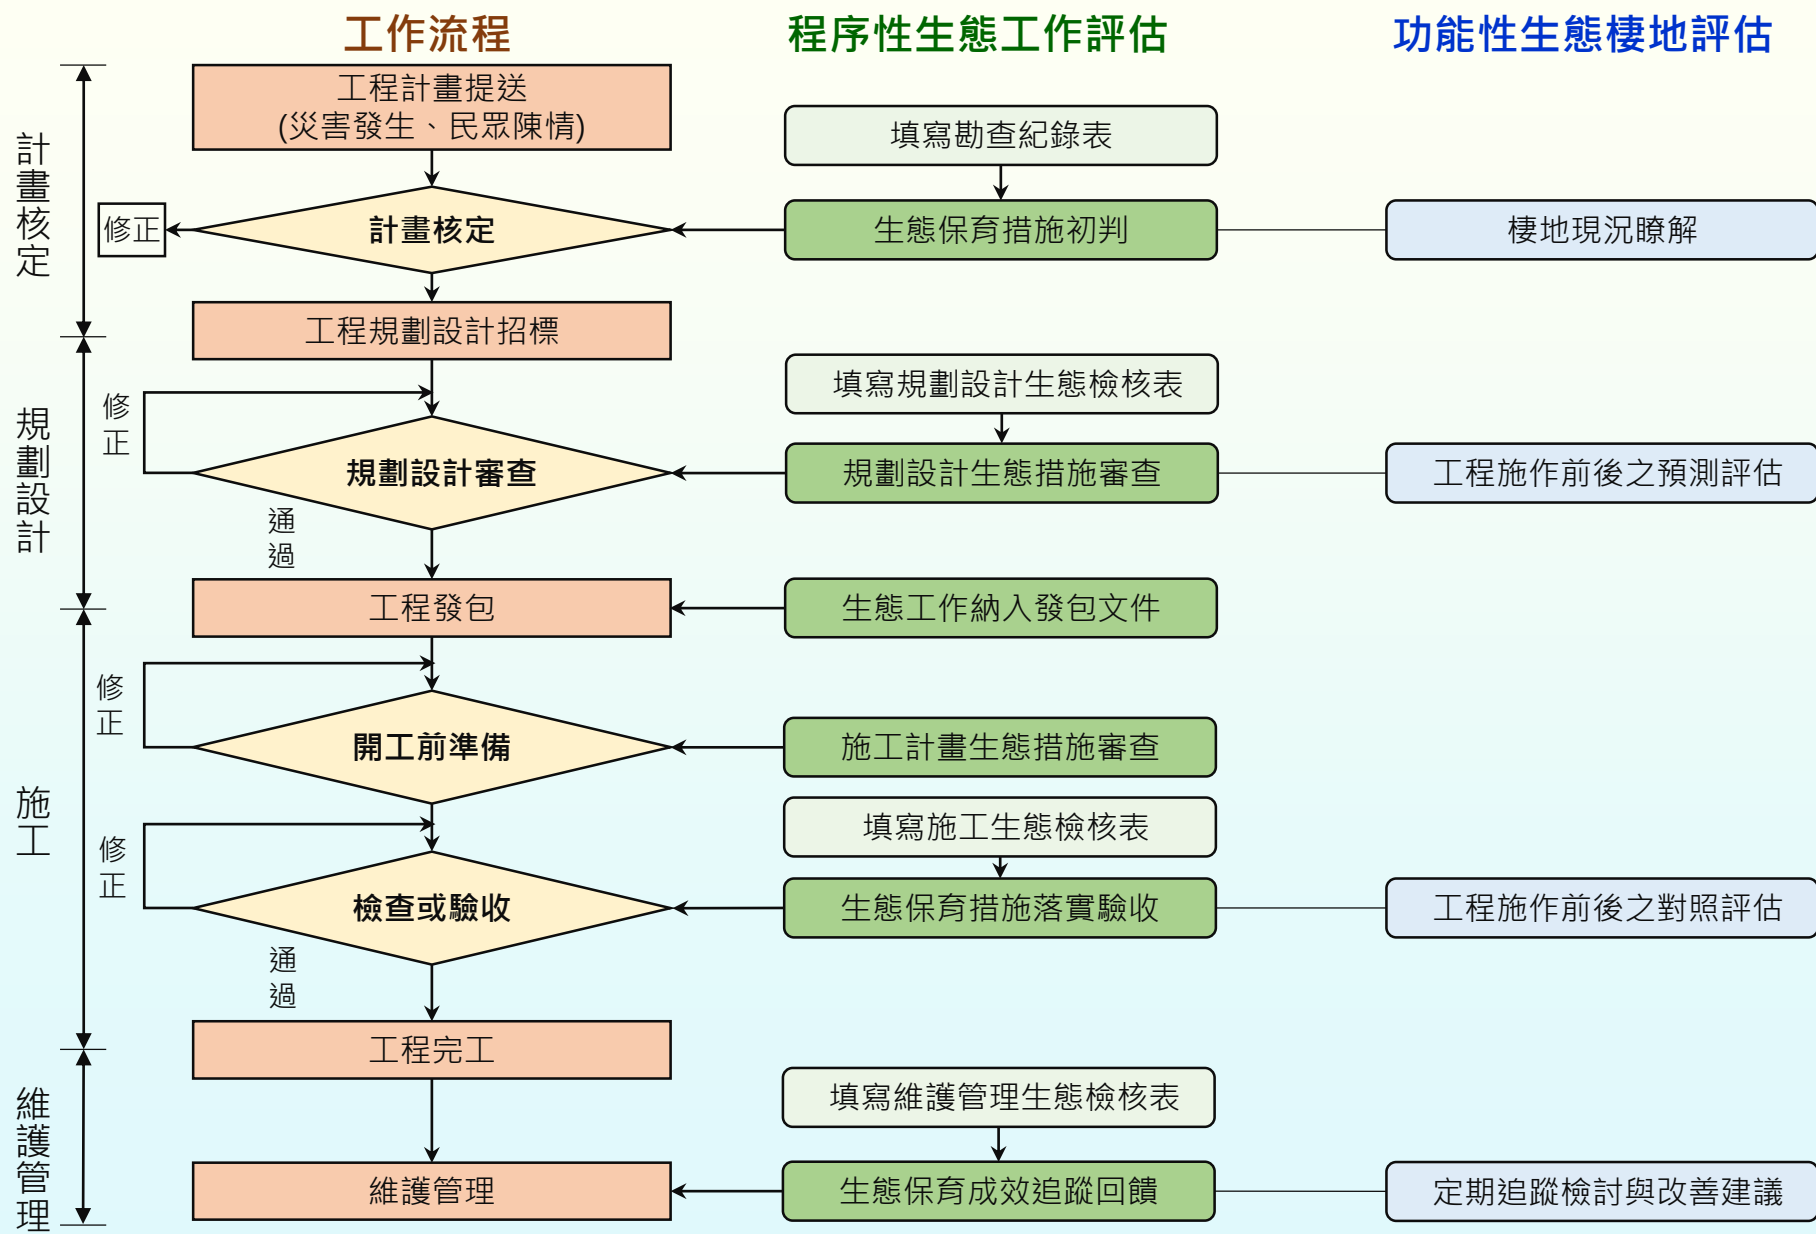 工作流程
程序性生態工作評估
功能性生態棲地評估
計畫核定
工程計畫提送
(災害發生、民眾陳情)
填寫勘查紀錄表
修正
計畫核定
生態保育措施初判
棲地現況瞭解
工程規劃設計招標
規劃設計
填寫規劃設計生態檢核表
修正
規劃設計審查
規劃設計生態措施審查
工程施作前後之預測評估
通過
工程發包
生態工作納入發包文件
施工
修正
開工前準備
施工計畫生態措施審查
填寫施工生態檢核表
修正
檢查或驗收
生態保育措施落實驗收
工程施作前後之對照評估
通過
工程完工
維護管理
填寫維護管理生態檢核表
維護管理
生態保育成效追蹤回饋
定期追蹤檢討與改善建議